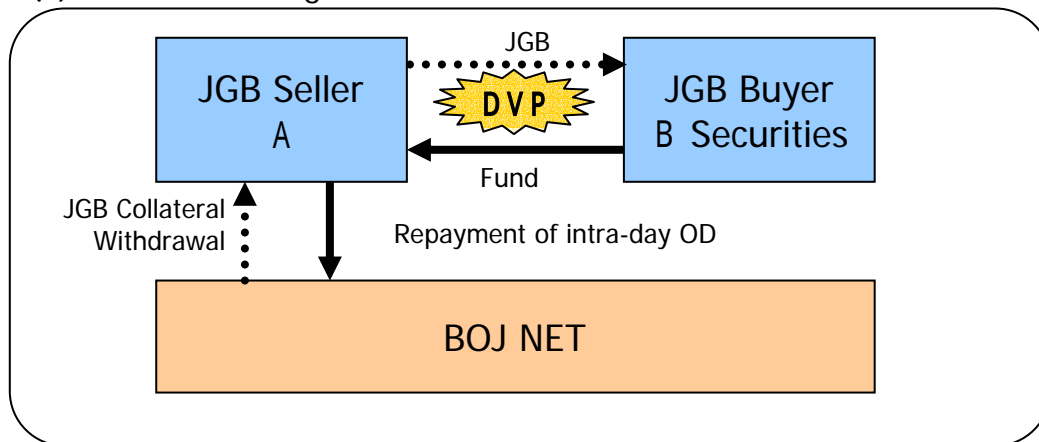 JGB
JGB Seller
A
DVP
JGB Buyer
B Securities
Fund
JGB Collateral
Withdrawal
Repayment of intra-day OD
BOJ NET